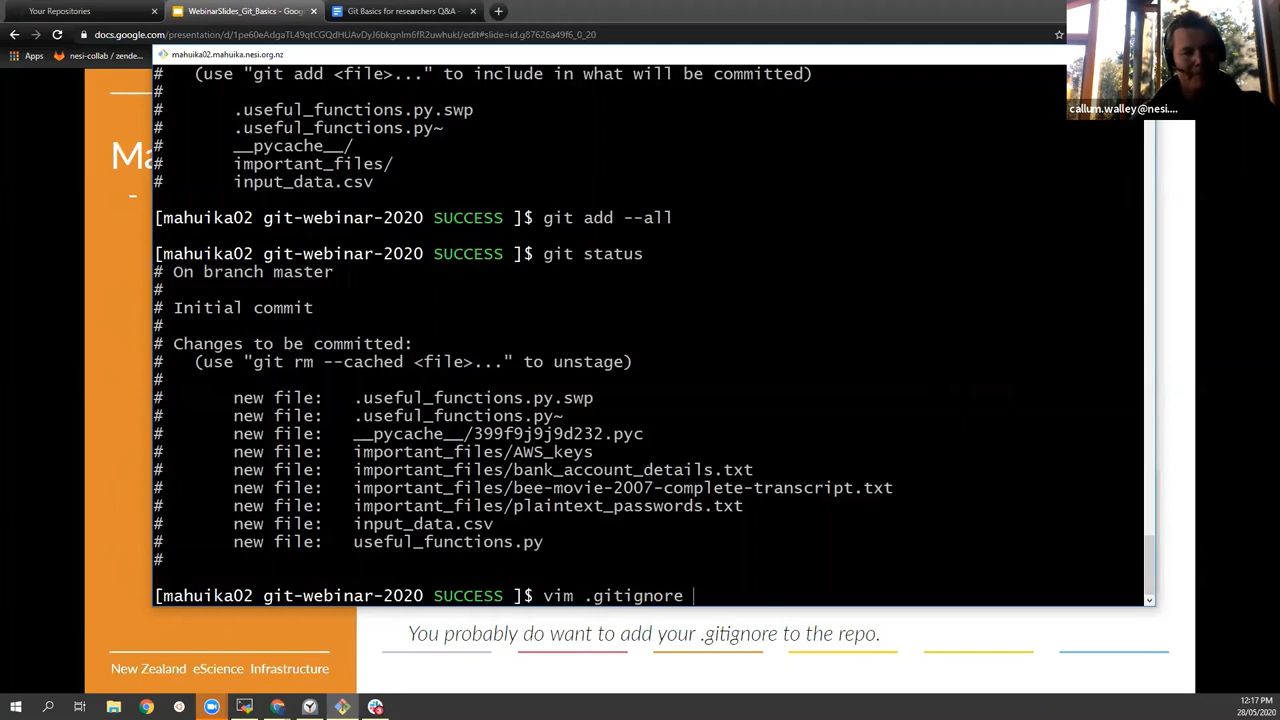 Your Repositories
WebinarSlides_Git_Basics - Goog
Git Basics for researchers Q&A -
docs.google.com/presentation/d/1pe60eAdgaTL49qtCGQdHUAvDyJ6bkgnlm6trBwuwhukI/edit#slide=id.g87626a49f6_0_20
Apps
nesi-collab / zende...
mahuika02.mahuika.nesi.org.nz
callum.walley@nesi....
# (use "git add <file>..." to include in what will be committed)
#
# .useful_functions.py.swp
# .useful_functions.py~
# __pycache__/
# important_files/
# input_data.csv
[mahuika02 git-webinar-2020 SUCCESS ]$ git add --all
[mahuika02 git-webinar-2020 SUCCESS ]$ git status
# On branch master
#
# Initial commit
#
# Changes to be committed:
# (use "git rm --cached <file>..." to unstage)
#
# new file: .useful_functions.py.swp
# new file: .useful_functions.py~
# new file: __pycache__/399f9j9j9d232.pyc
# new file: important_files/AWS_keys
# new file: important_files/bank_account_details.txt
# new file: important_files/bee-movie-2007-complete-transcript.txt
# new file: important_files/plaintext_passwords.txt
# new file: input_data.csv
# new file: useful_functions.py
#
[mahuika02 git-webinar-2020 SUCCESS ]$ vim .gitignore
Ma
-
You probably do want to add your .gitignore to the repo.
New Zealand eScience Infrastructure
12:17 PM
28/05/2020